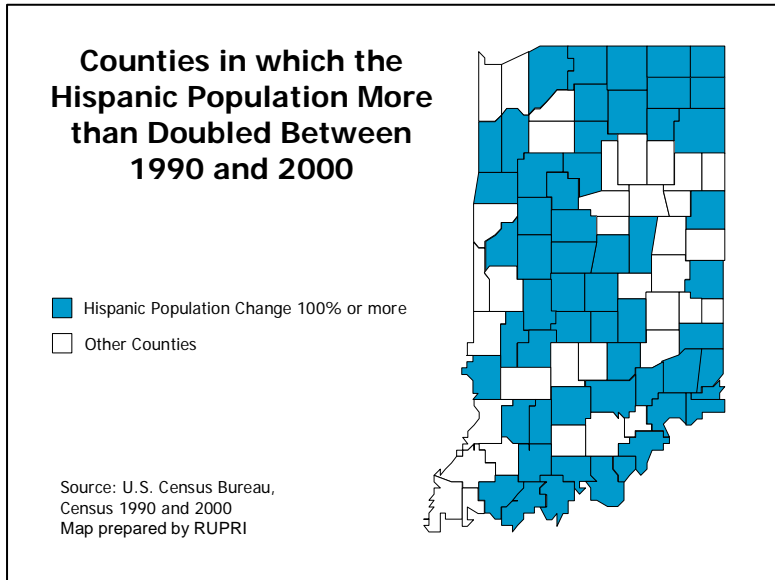 Counties in which the
Hispanic Population More
than Doubled Between
1990 and 2000
Hispanic Population Change 100% or more
Other Counties
Source: U.S. Census Bureau,
Census 1990 and 2000
Map prepared by RUPRI